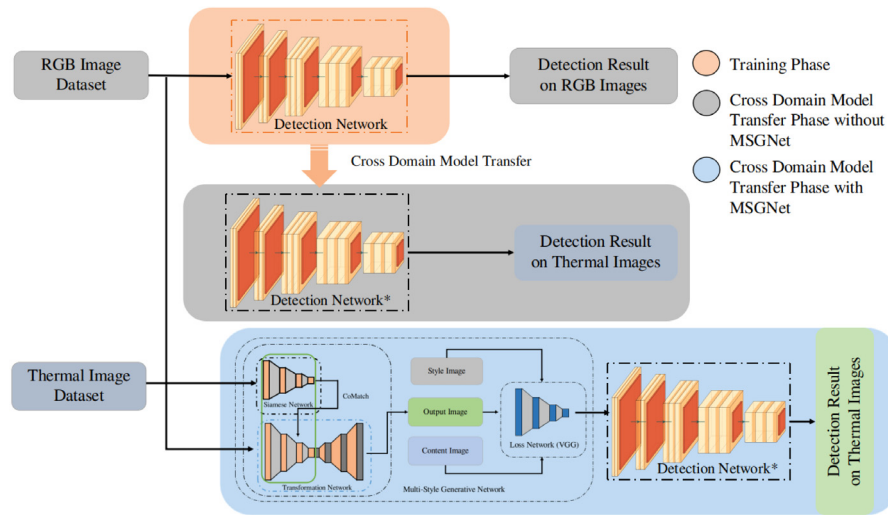 RGB Image
Dataset
Detection Network
Detection Result
on RGB Images
Training Phase
Cross Domain Model
Transfer Phase without
MSGNet
Cross Domain Model
Transfer Phase with
MSGNet
Cross Domain Model Transfer
Detection Network*
Detection Result
on Thermal Images
Thermal Image
Dataset
Siamese Network
CoMatch
Transformation Network
Style Image
Output Image
Content Image
Loss Network (VGG)
Multi-Style Generative Network
Detection Network*
Detection Result
on Thermal Images